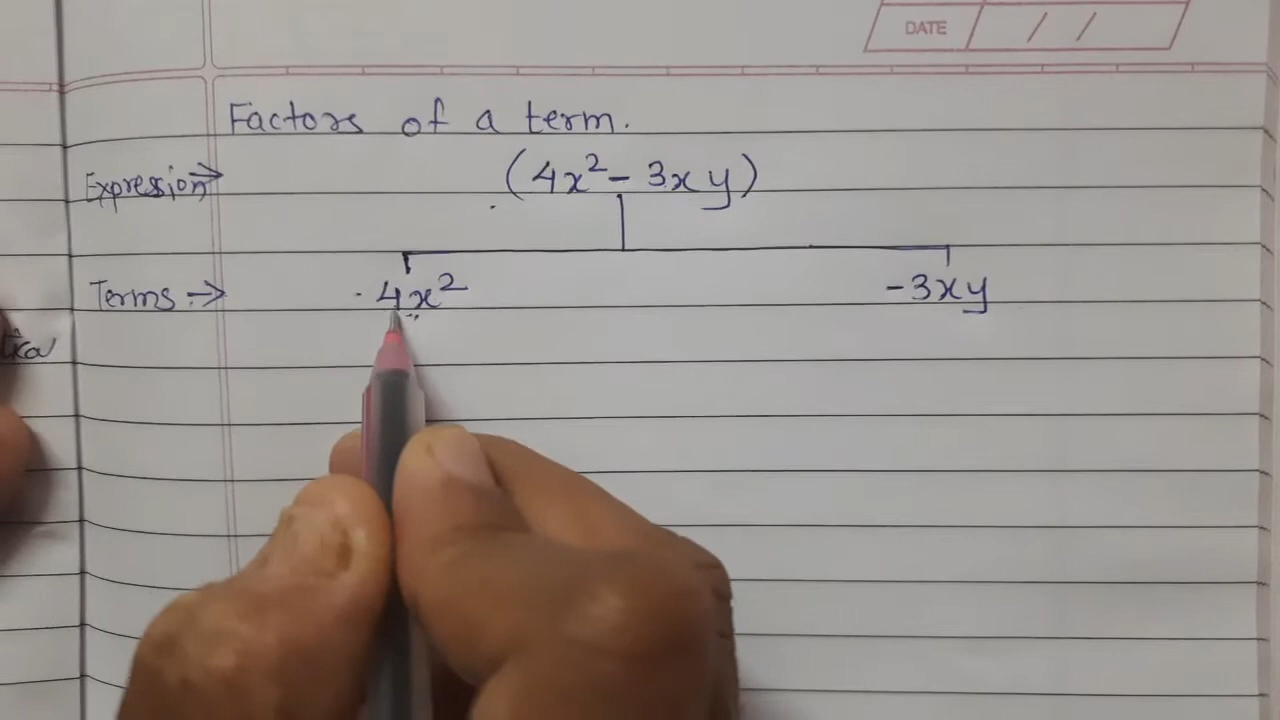 DATE / /
Factors of a term.
Expression→ (4x² - 3xy)
Terms → 4x² -3xy